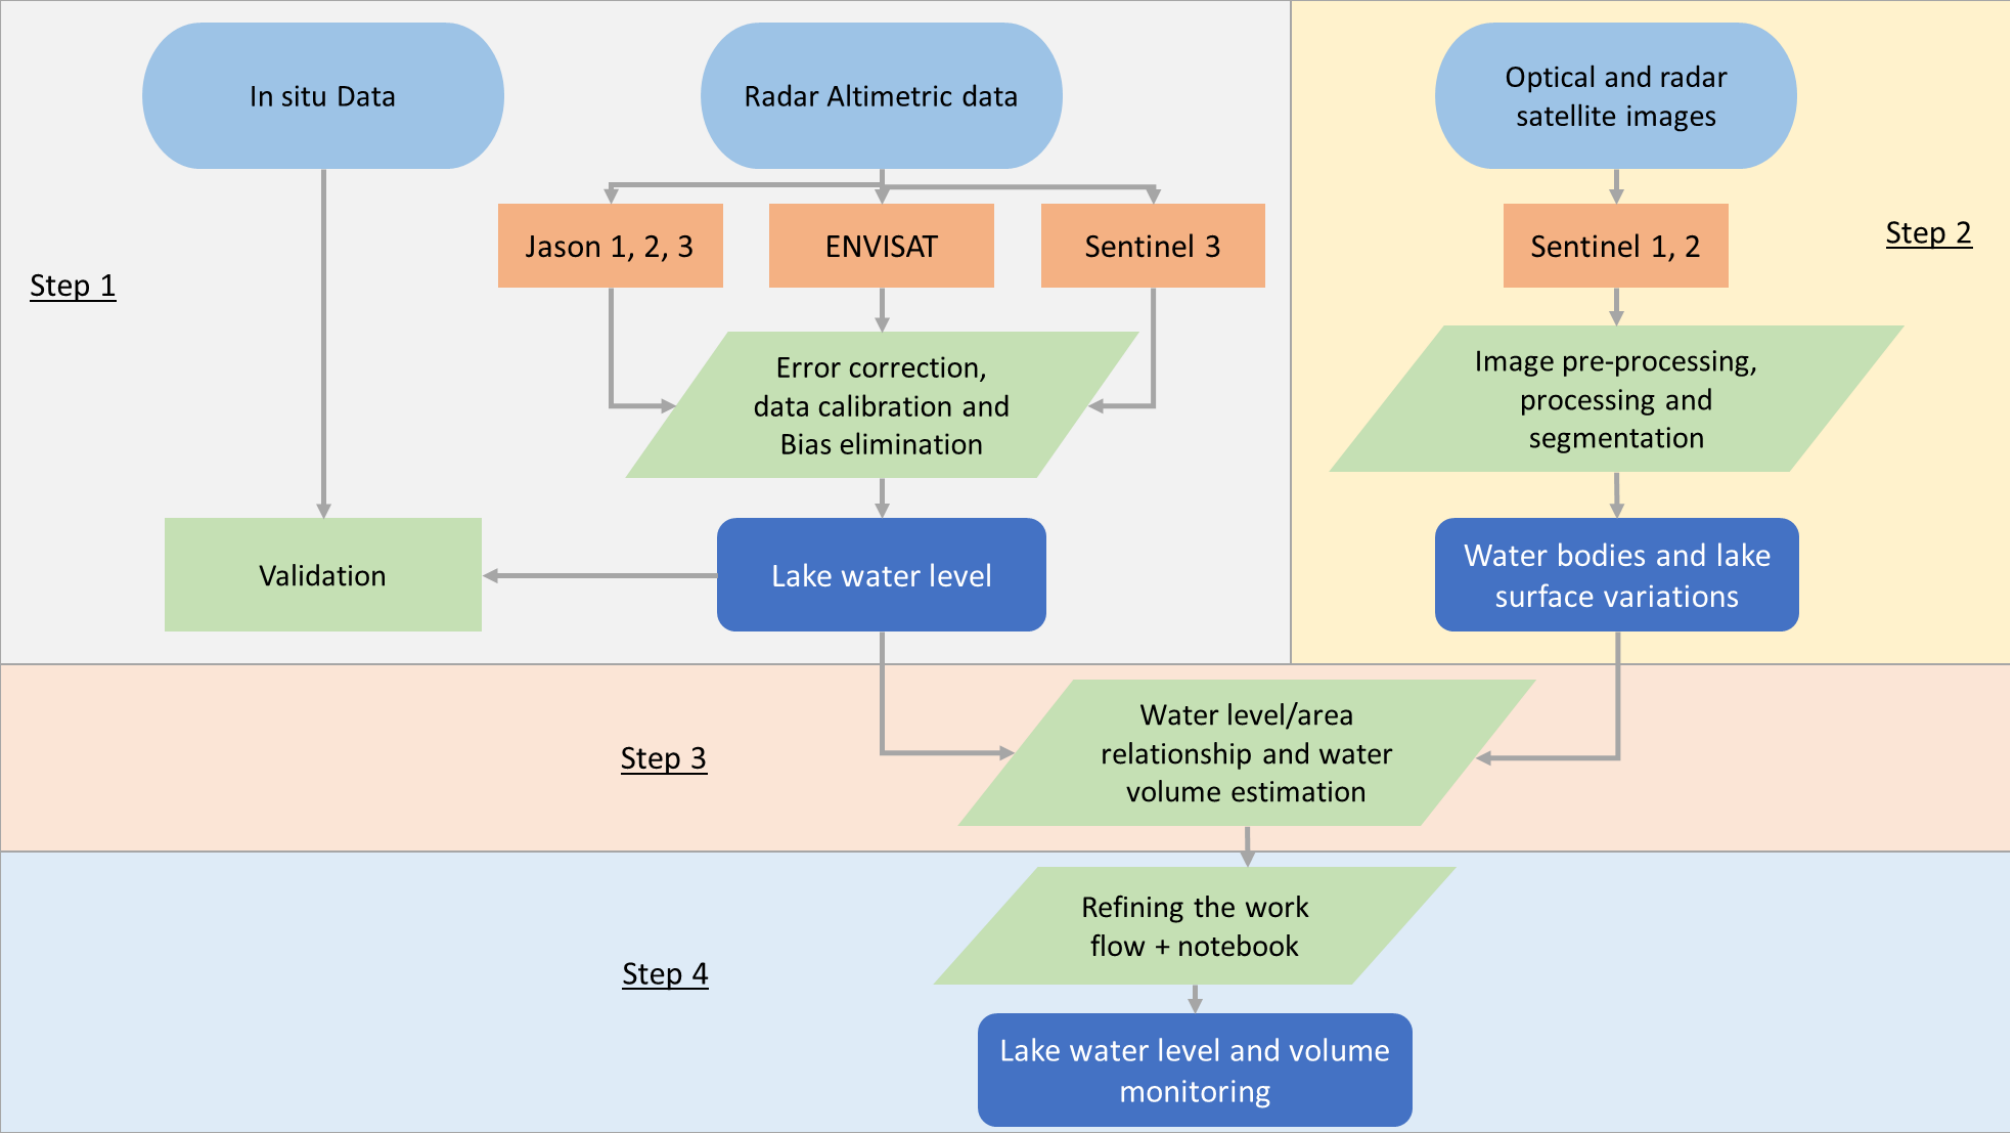 In situ Data
Radar Altimetric data
Optical and radar
satellite images
Jason 1, 2, 3
ENVISAT
Sentinel 3
Sentinel 1, 2
Step 2
Step 1
Error correction,
data calibration and
Bias elimination
Image pre-processing,
processing and
segmentation
Validation
Lake water level
Water bodies and lake
surface variations
Step 3
Water level/area
relationship and water
volume estimation
Step 4
Refining the work
flow + notebook
Lake water level and volume
monitoring